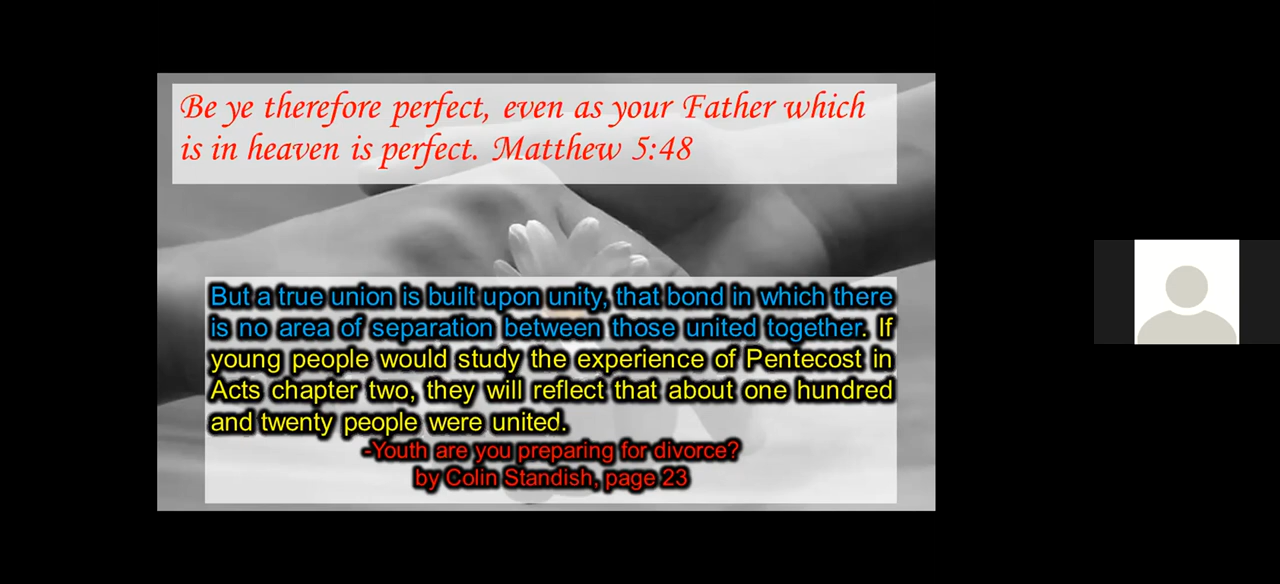 Be ye therefore perfect, even as your Father which
is in heaven is perfect. Matthew 5:48
But a true union is built upon unity, that bond in which there
is no area of separation between those united together. If
young people would study the experience of Pentecost in
Acts chapter two, they will reflect that about one hundred
and twenty people were united.
-Youth are you preparing for divorce?
by Colin Standish, page 23